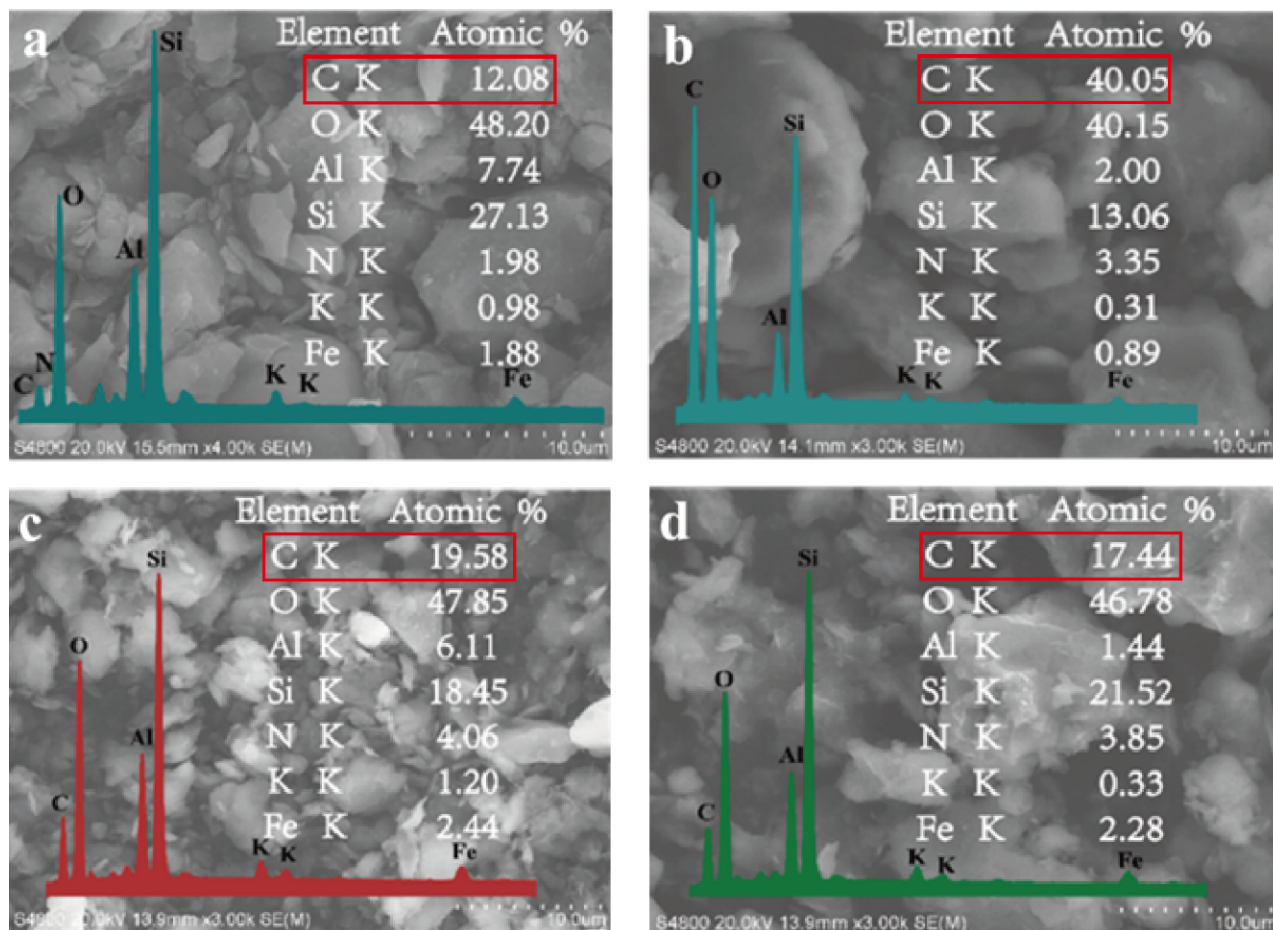 a
Element Atomic %
C K 12.08
O K 48.20
Al K 7.74
Si K 27.13
N K 1.98
K K 0.98
Fe K 1.88
Si
O
Al
N
C
K
K
Fe
S4800 20.0kV 15.5mm x4.00k SE(M) 10.0um
b
Element Atomic %
C K 40.05
O K 40.15
Al K 2.00
Si K 13.06
N K 3.35
K K 0.31
Fe K 0.89
C
Si
O
Al
K
K
Fe
S4800 20.0kV 14.1mm x3.00k SE(M) 10.0um
c
Element Atomic %
C K 19.58
O K 47.85
Al K 6.11
Si K 18.45
N K 4.06
K K 1.20
Fe K 2.44
Si
O
Al
C
K
K
Fe
S4800 20.0kV 13.9mm x3.00k SE(M) 10.0um
d
Element Atomic %
C K 17.44
O K 46.78
Al K 1.44
Si K 21.52
N K 3.85
K K 0.33
Fe K 2.28
Si
O
Al
C
K
K
Fe
S4800 20.0kV 13.9mm x3.00k SE(M) 10.0um